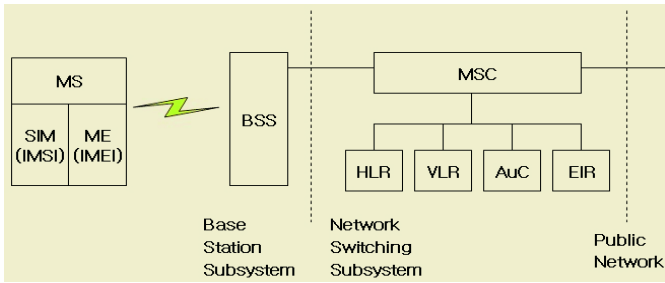 MS
SIM
(IMSI)
ME
(IMEI)
BSS
MSC
HLR
VLR
AuC
EIR
Base
Station
Subsystem
Network
Switching
Subsystem
Public
Network